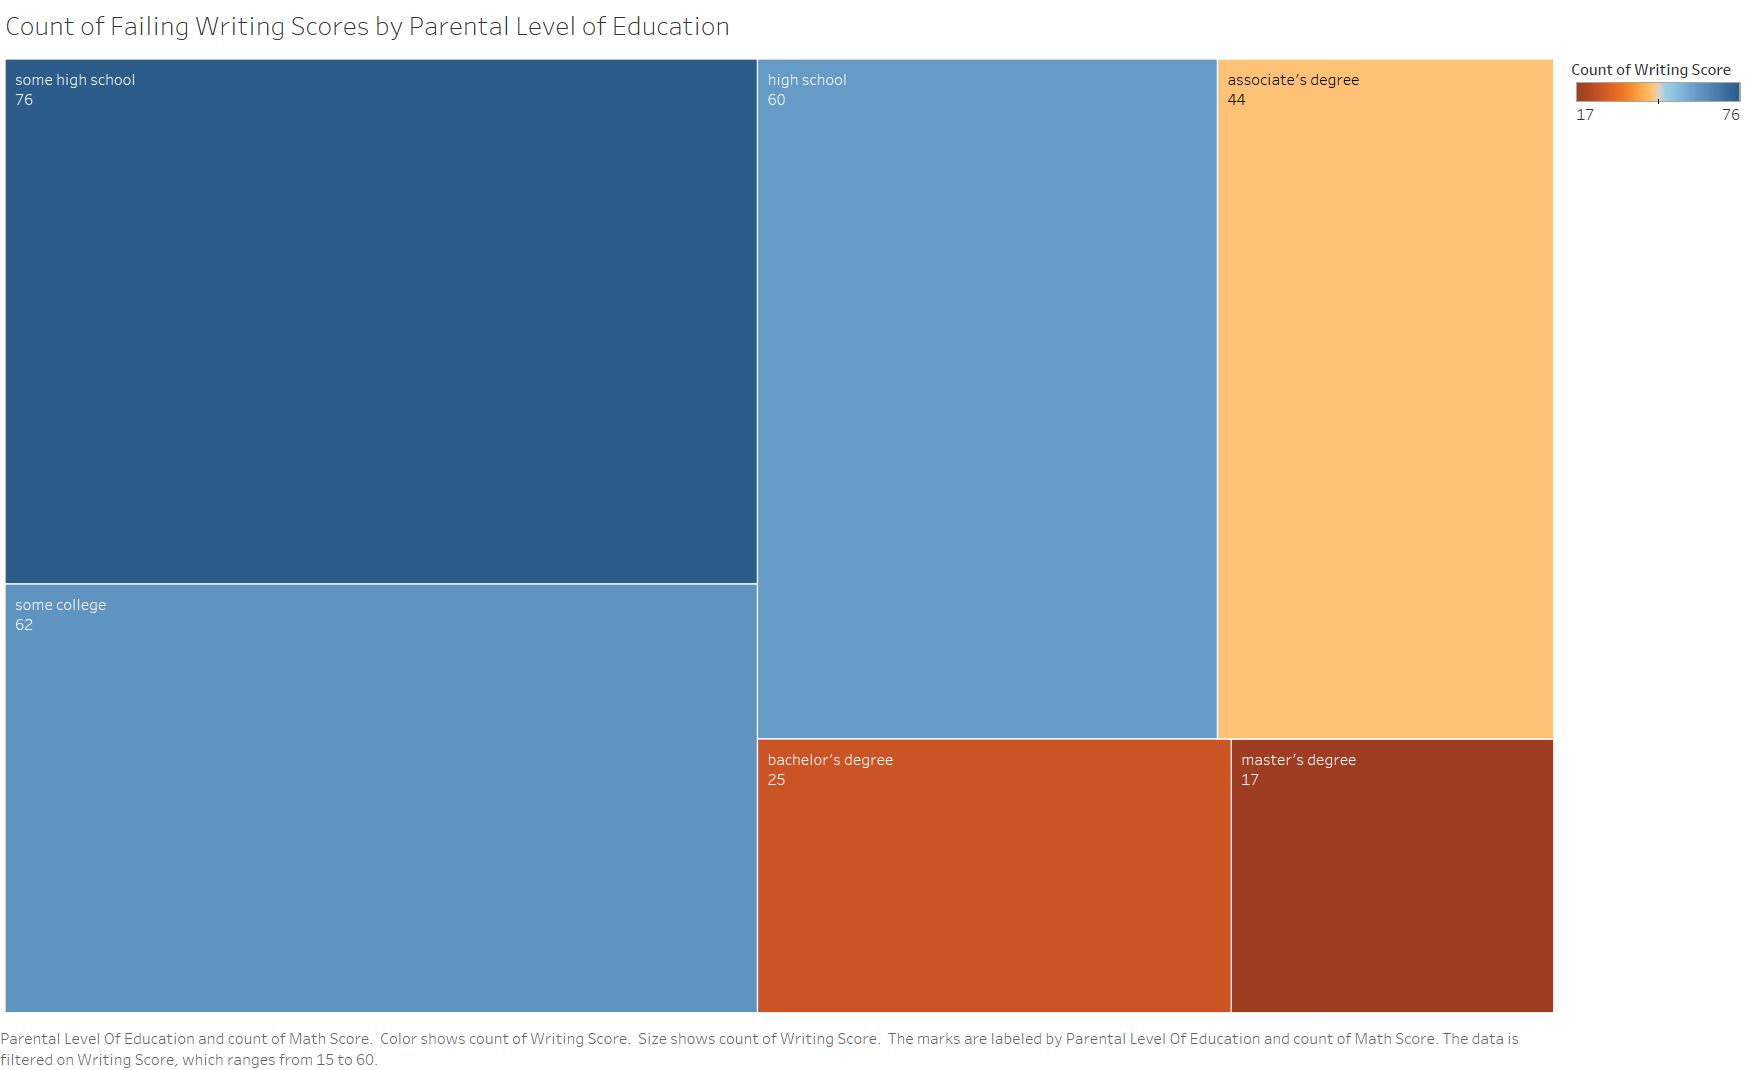 Count of Failing Writing Scores by Parental Level of Education
some high school
76
high school
60
associate's degree
44
Count of Writing Score
17 76
some college
62
bachelor's degree
25
master's degree
17
Parental Level Of Education and count of Math Score.  Color shows count of Writing Score.  Size shows count of Writing Score.  The marks are labeled by Parental Level Of Education and count of Math Score. The data is
filtered on Writing Score, which ranges from 15 to 60.